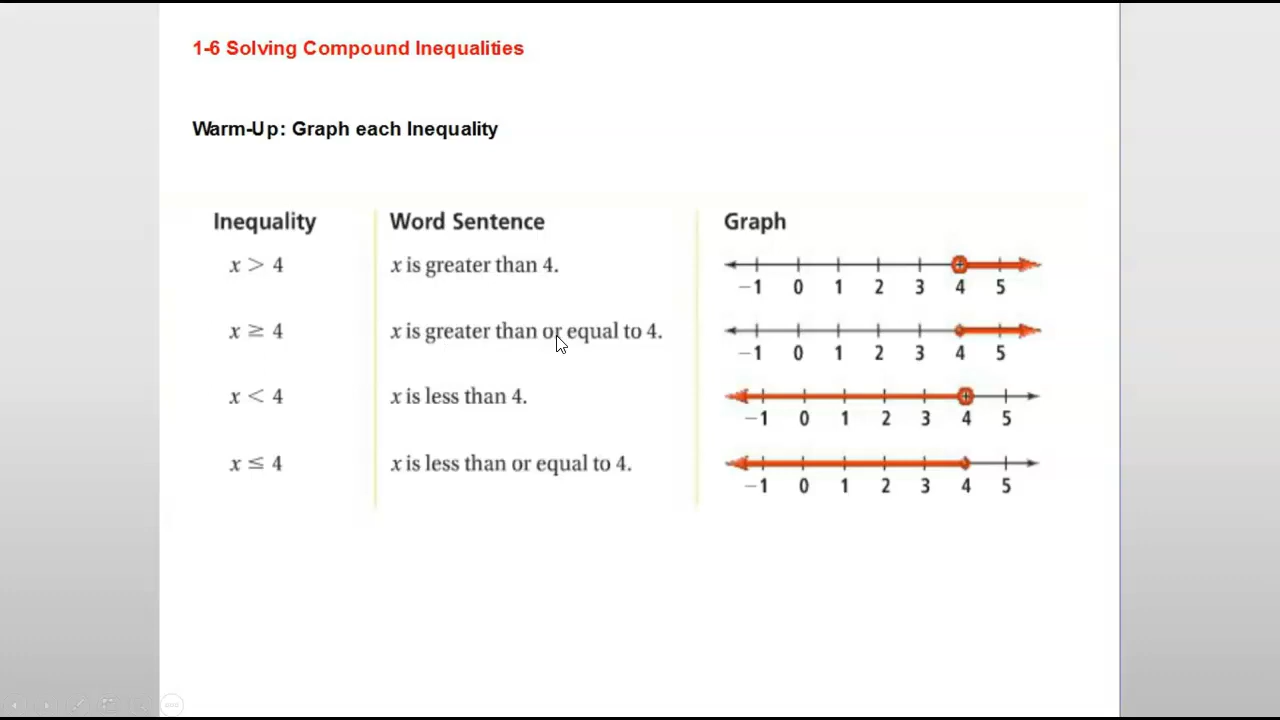 1-6 Solving Compound Inequalities
Warm-Up: Graph each Inequality
Inequality Word Sentence Graph
x > 4 x is greater than 4.
−1 0 1 2 3 4 5
x ≥ 4 x is greater than or equal to 4.
−1 0 1 2 3 4 5
x < 4 x is less than 4.
−1 0 1 2 3 4 5
x ≤ 4 x is less than or equal to 4.
−1 0 1 2 3 4 5